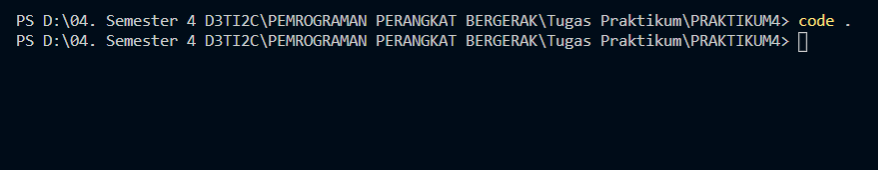 PS D:\04. Semester 4 D3TI2C\PEMROGRAMAN PERANGKAT BERGERAK\Tugas Praktikum\PRAKTIKUM4> code .
PS D:\04. Semester 4 D3TI2C\PEMROGRAMAN PERANGKAT BERGERAK\Tugas Praktikum\PRAKTIKUM4>